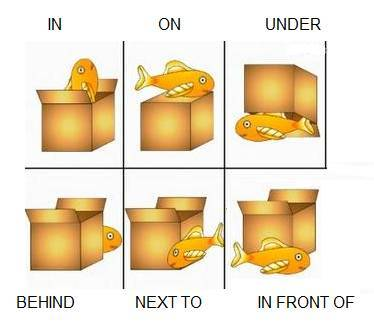 IN ON UNDER
BEHIND NEXT TO IN FRONT OF